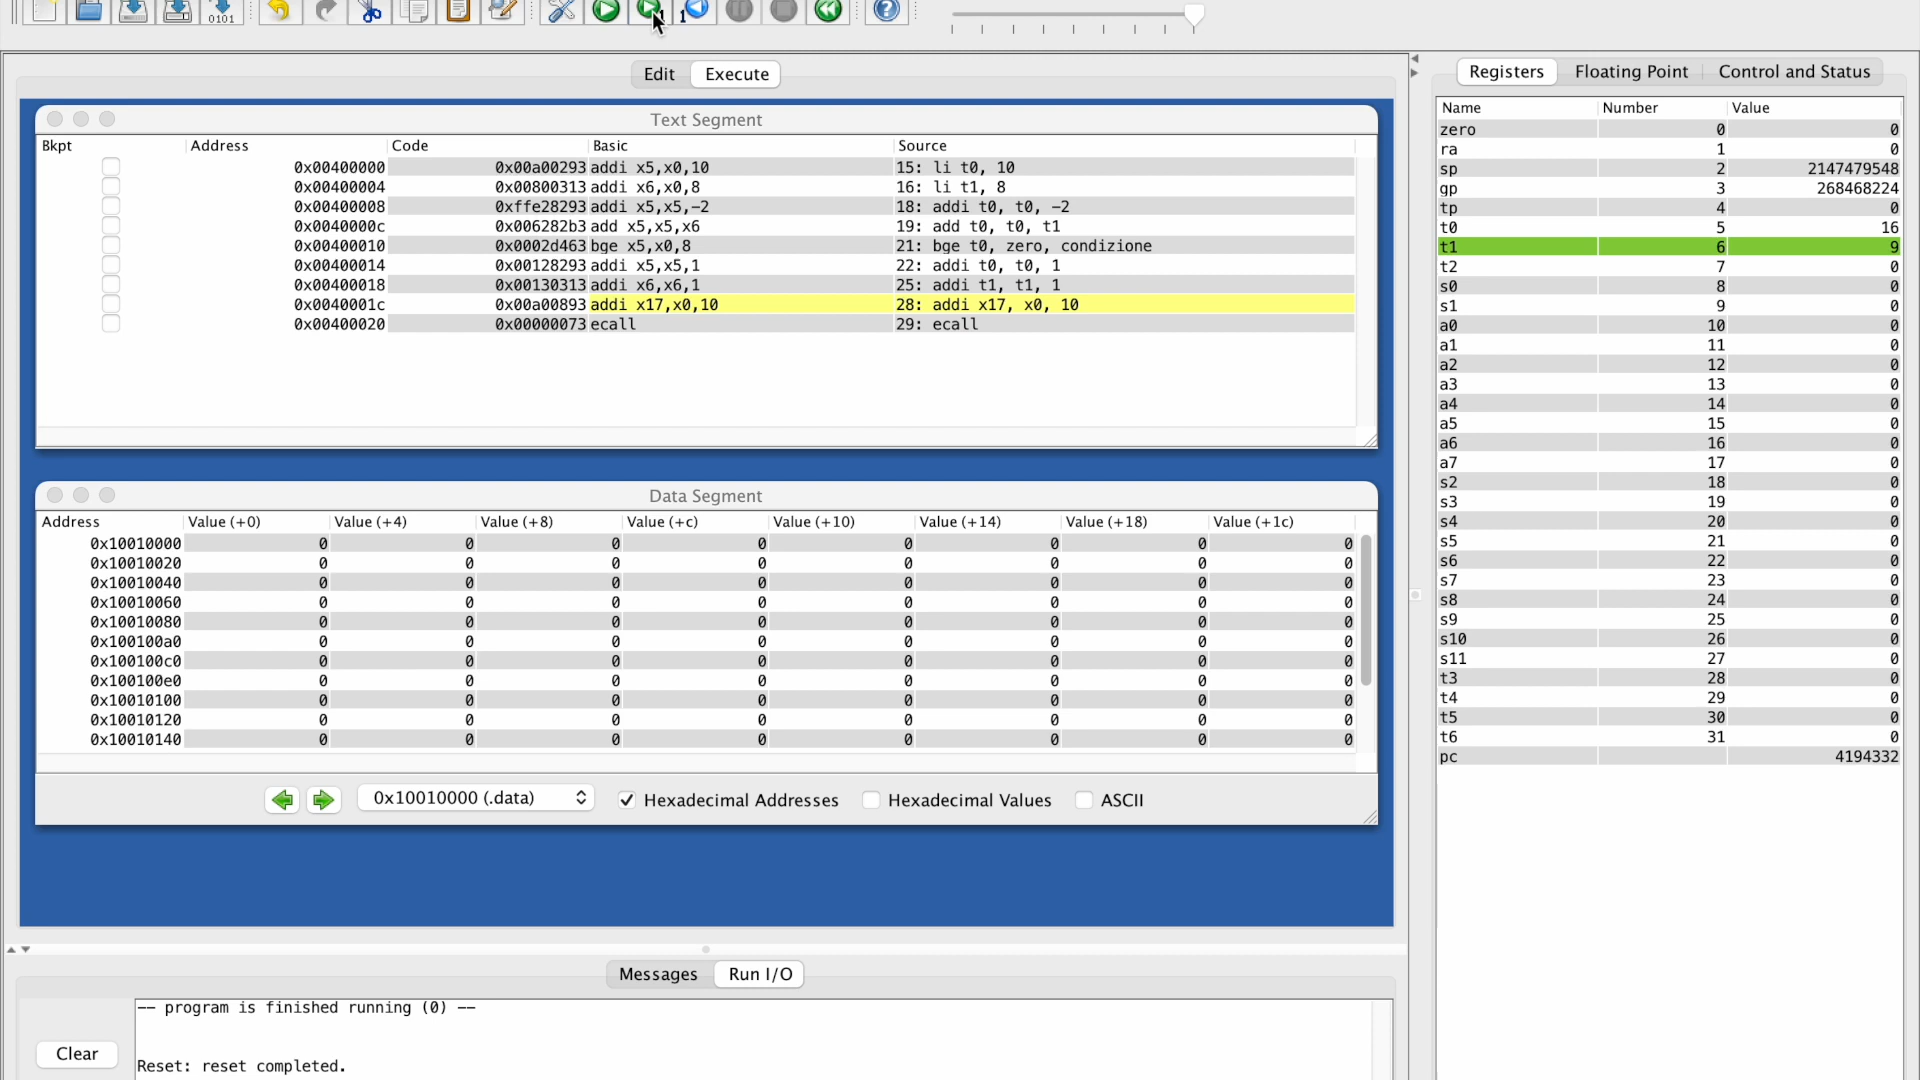 0101
1
1
Edit Execute
Registers Floating Point Control and Status
Text Segment
Bkpt Address Code Basic Source
0x00400000 0x00a00293 addi x5,x0,10 15: li t0, 10
0x00400004 0x00800313 addi x6,x0,8 16: li t1, 8
0x00400008 0xffe28293 addi x5,x5,-2 18: addi t0, t0, -2
0x0040000c 0x006282b3 add x5,x5,x6 19: add t0, t0, t1
0x00400010 0x0002d463 bge x5,x0,8 21: bge t0, zero, condizione
0x00400014 0x00128293 addi x5,x5,1 22: addi t0, t0, 1
0x00400018 0x00130313 addi x6,x6,1 25: addi t1, t1, 1
0x0040001c 0x00a00893 addi x17,x0,10 28: addi x17, x0, 10
0x00400020 0x00000073 ecall 29: ecall
Data Segment
Address Value (+0) Value (+4) Value (+8) Value (+c) Value (+10) Value (+14) Value (+18) Value (+1c)
0x10010000 0 0 0 0 0 0 0 0
0x10010020 0 0 0 0 0 0 0 0
0x10010040 0 0 0 0 0 0 0 0
0x10010060 0 0 0 0 0 0 0 0
0x10010080 0 0 0 0 0 0 0 0
0x100100a0 0 0 0 0 0 0 0 0
0x100100c0 0 0 0 0 0 0 0 0
0x100100e0 0 0 0 0 0 0 0 0
0x10010100 0 0 0 0 0 0 0 0
0x10010120 0 0 0 0 0 0 0 0
0x10010140 0 0 0 0 0 0 0 0
0x10010000 (.data) Hexadecimal Addresses Hexadecimal Values ASCII
Messages Run I/O
-- program is finished running (0) --
Clear
Reset: reset completed.
Name Number Value
zero 0 0
ra 1 0
sp 2 2147479548
gp 3 268468224
tp 4 0
t0 5 16
t1 6 9
t2 7 0
s0 8 0
s1 9 0
a0 10 0
a1 11 0
a2 12 0
a3 13 0
a4 14 0
a5 15 0
a6 16 0
a7 17 0
s2 18 0
s3 19 0
s4 20 0
s5 21 0
s6 22 0
s7 23 0
s8 24 0
s9 25 0
s10 26 0
s11 27 0
t3 28 0
t4 29 0
t5 30 0
t6 31 0
pc 4194332